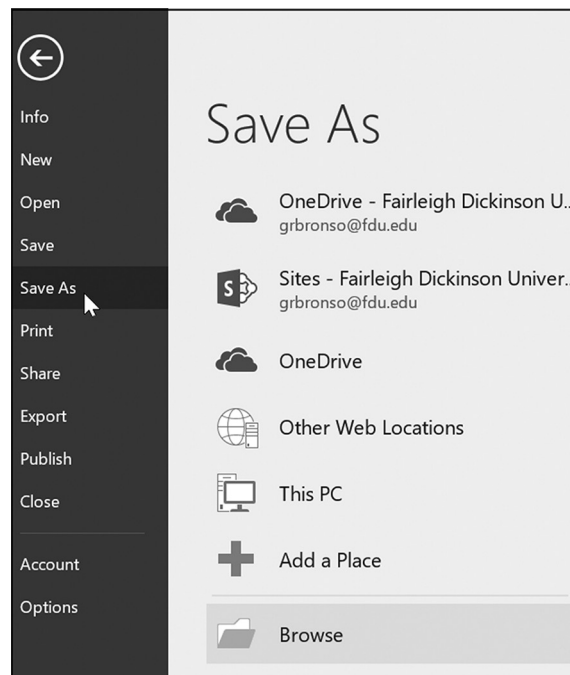 Info
New
Open
Save
Save As
Print
Share
Export
Publish
Close
Account
Options
Save As
OneDrive - Fairleigh Dickinson U..
grbronso@fdu.edu
S
Sites - Fairleigh Dickinson Univer..
grbronso@fdu.edu
OneDrive
Other Web Locations
This PC
Add a Place
Browse